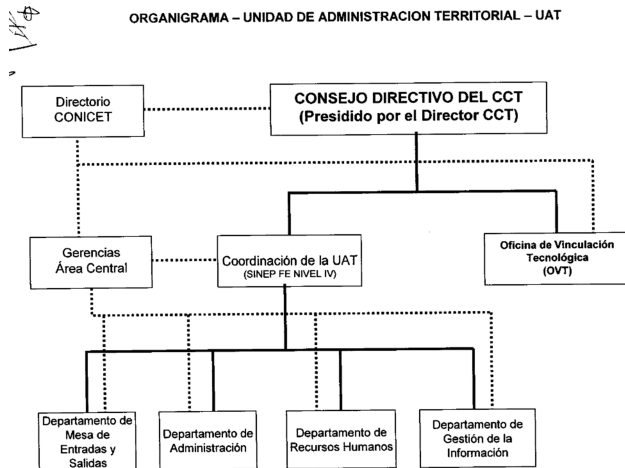 ORGANIGRAMA – UNIDAD DE ADMINISTRACION TERRITORIAL – UAT
Directorio
CONICET
CONSEJO DIRECTIVO DEL CCT
(Presidido por el Director CCT)
Gerencias
Área Central
Coordinación de la UAT
(SINEP FE NIVEL IV)
Oficina de Vinculación
Tecnológica
(OVT)
Departamento de
Mesa de
Entradas y
Salidas
Departamento de
Administración
Departamento de
Recursos Humanos
Departamento de
Gestión de la
Información